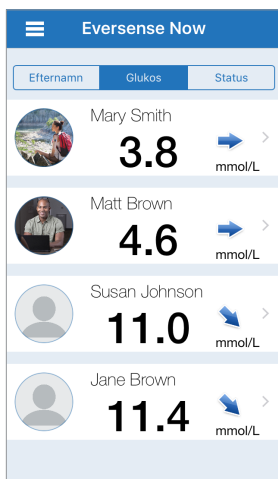 Eversense Now
Efternamn Glukos Status
Mary Smith
3.8 mmol/L
Matt Brown
4.6 mmol/L
Susan Johnson
11.0 mmol/L
Jane Brown
11.4 mmol/L